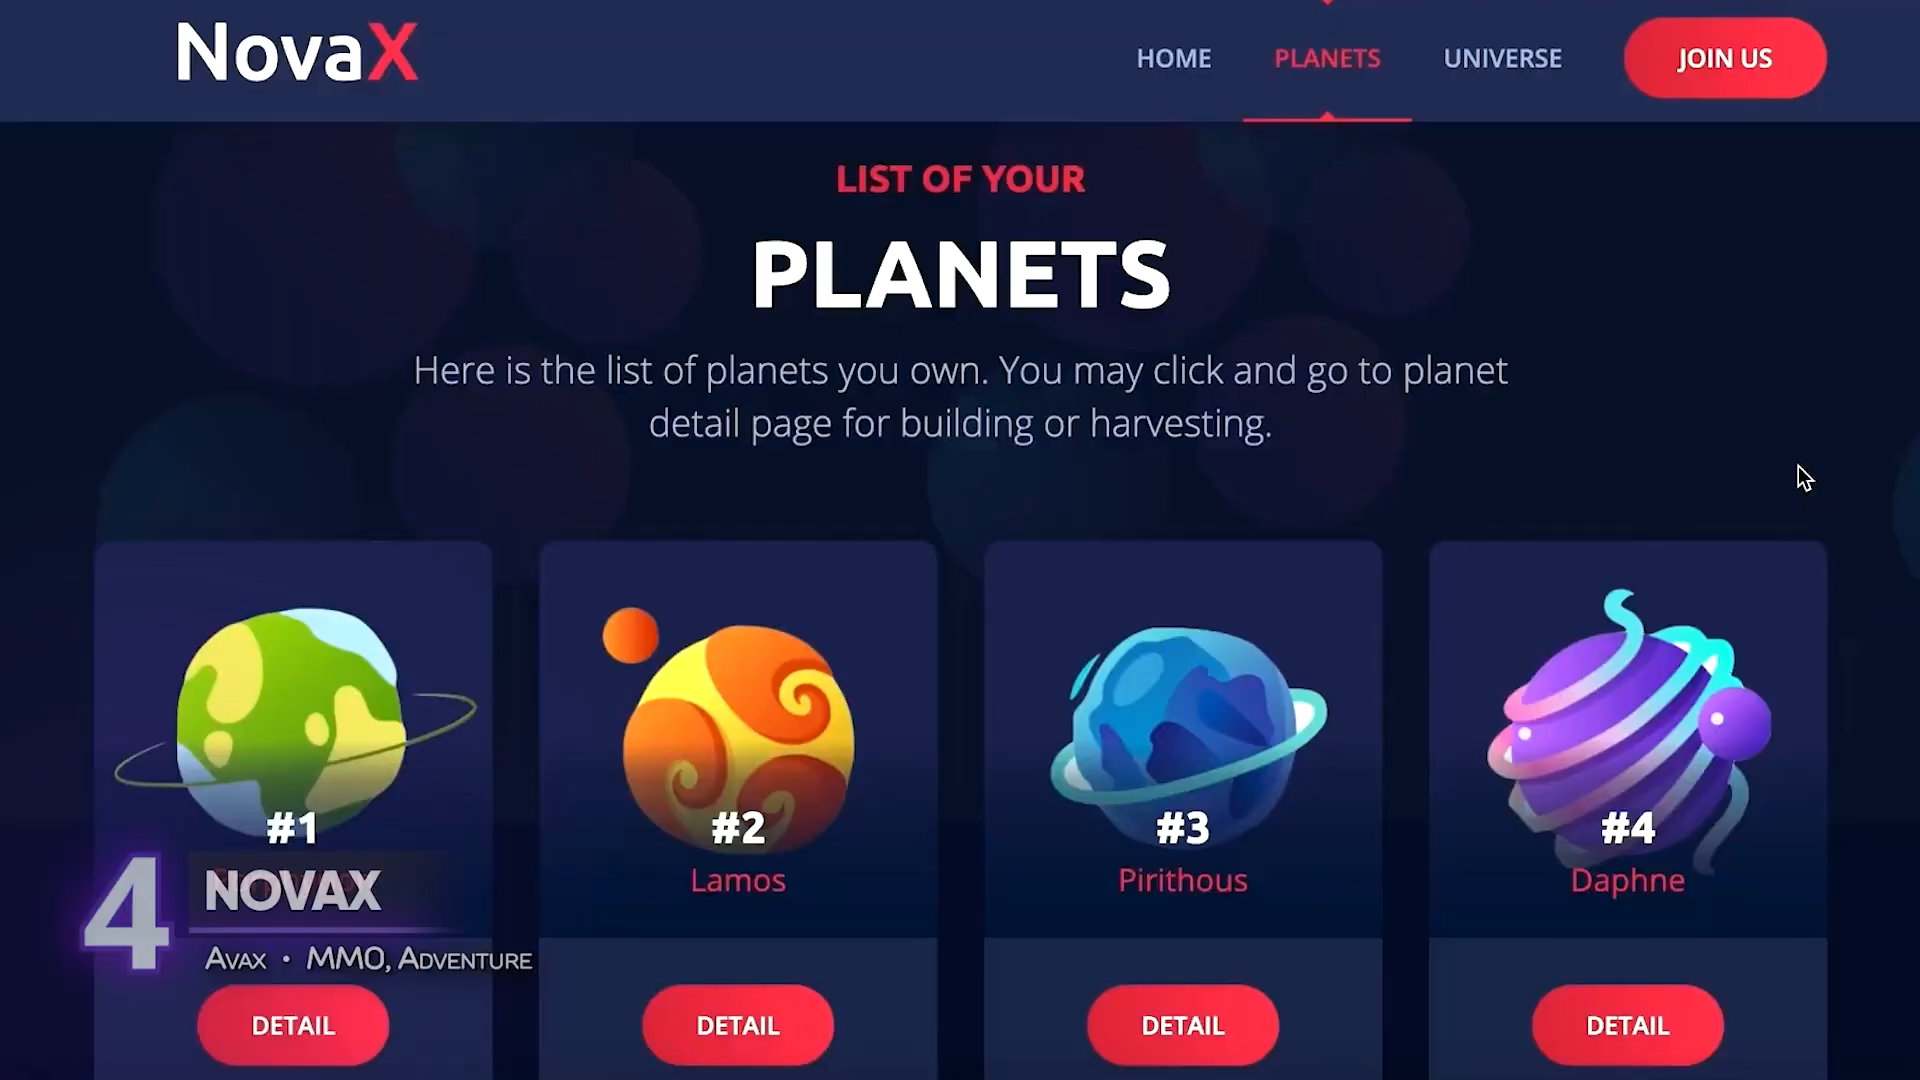 NovaX
HOME
PLANETS
UNIVERSE
JOIN US
LIST OF YOUR
PLANETS
Here is the list of planets you own. You may click and go to planet
detail page for building or harvesting.
#1
#2
Lamos
#3
Pirithous
#4
Daphne
4
NOVAX
AVAX • MMO, ADVENTURE
DETAIL
DETAIL
DETAIL
DETAIL